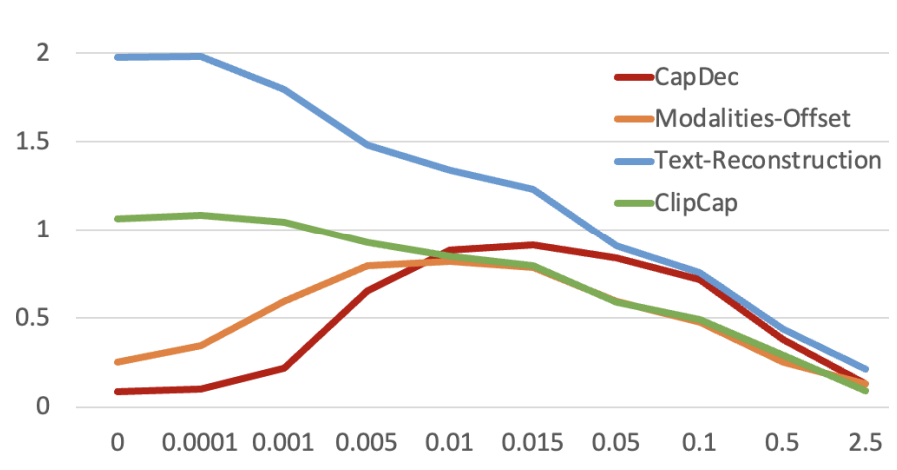 2
1.5
1
0.5
0
CapDec
Modalities-Offset
Text-Reconstruction
ClipCap
0 0.0001 0.001 0.005 0.01 0.015 0.05 0.1 0.5 2.5